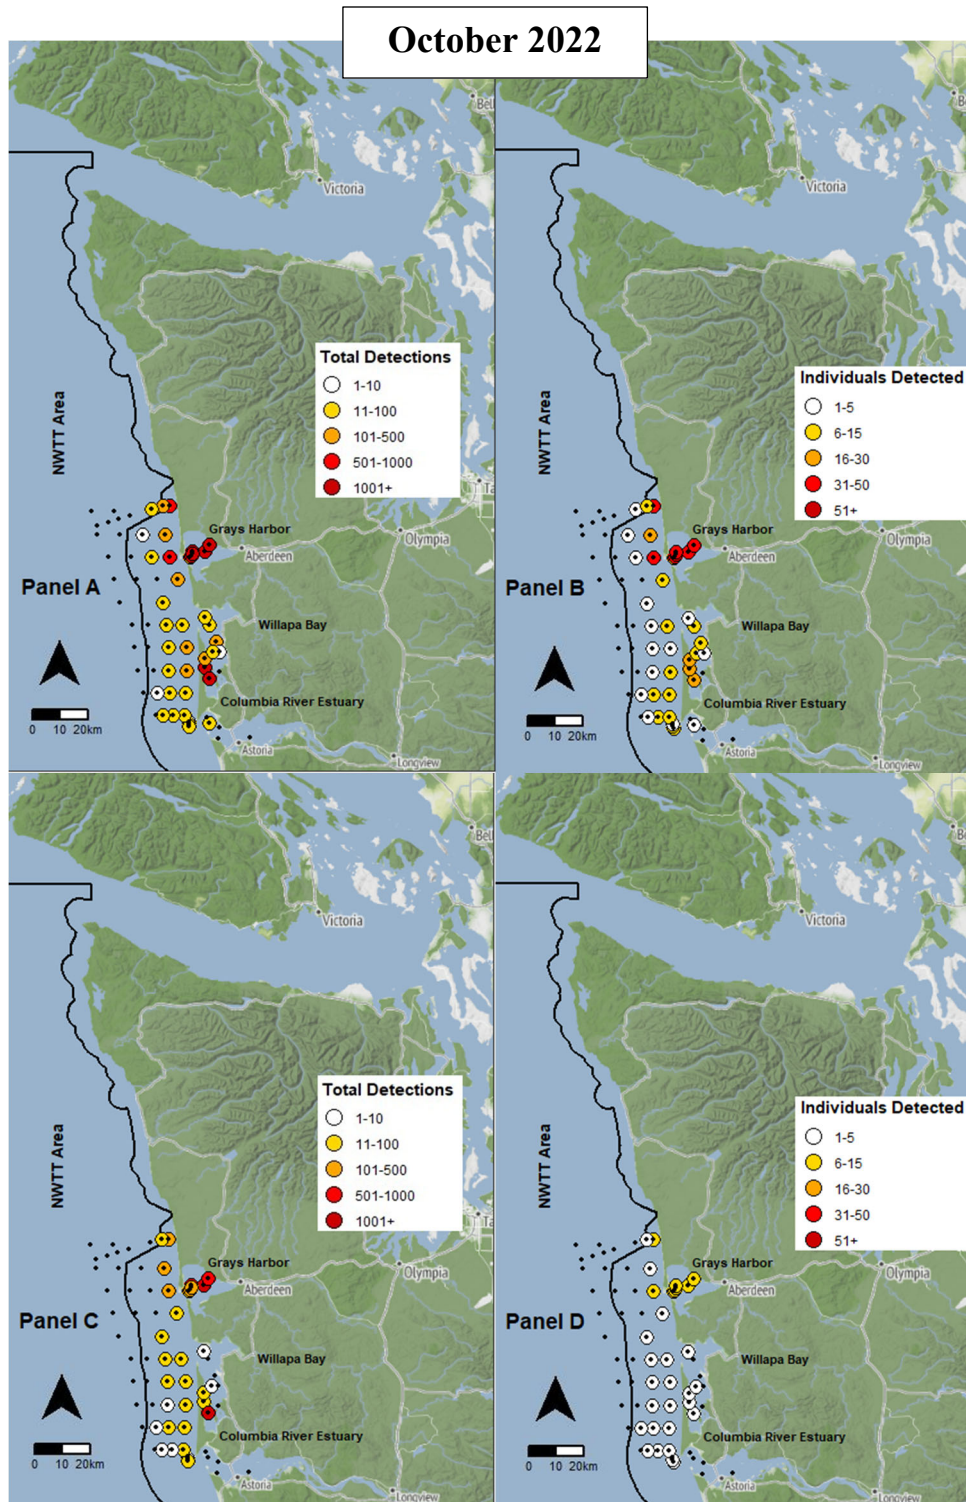 October 2022
Bel
Victoria
NWTT Area
Total Detections
1-10
11-100
101-500
501-1000
1001+
Ta
Grays Harbor
Aberdeen
Olympia
Panel A
Willapa Bay
Columbia River Estuary
0 10 20km
Astoria
Longview
Be
Victoria
NWTT Area
Individuals Detected
1-5
6-15
16-30
31-50
51+
Grays Harbor
Aberdeen
Olympia
Panel B
Willapa Bay
Columbia River Estuary
0 10 20km
Astoria
Longview
Bel
Victoria
NWTT Area
Total Detections
1-10
11-100
101-500
501-1000
1001+
Ta
Grays Harbor
Aberdeen
Olympia
Panel C
Willapa Bay
Columbia River Estuary
0 10 20km
Astoria
Longview
B
Victoria
NWTT Area
Individuals Detected
1-5
6-15
16-30
31-50
51+
Grays Harbor
Aberdeen
Olympia
Panel D
Willapa Bay
Columbia River Estuary
0 10 20km
Astoria
Longview